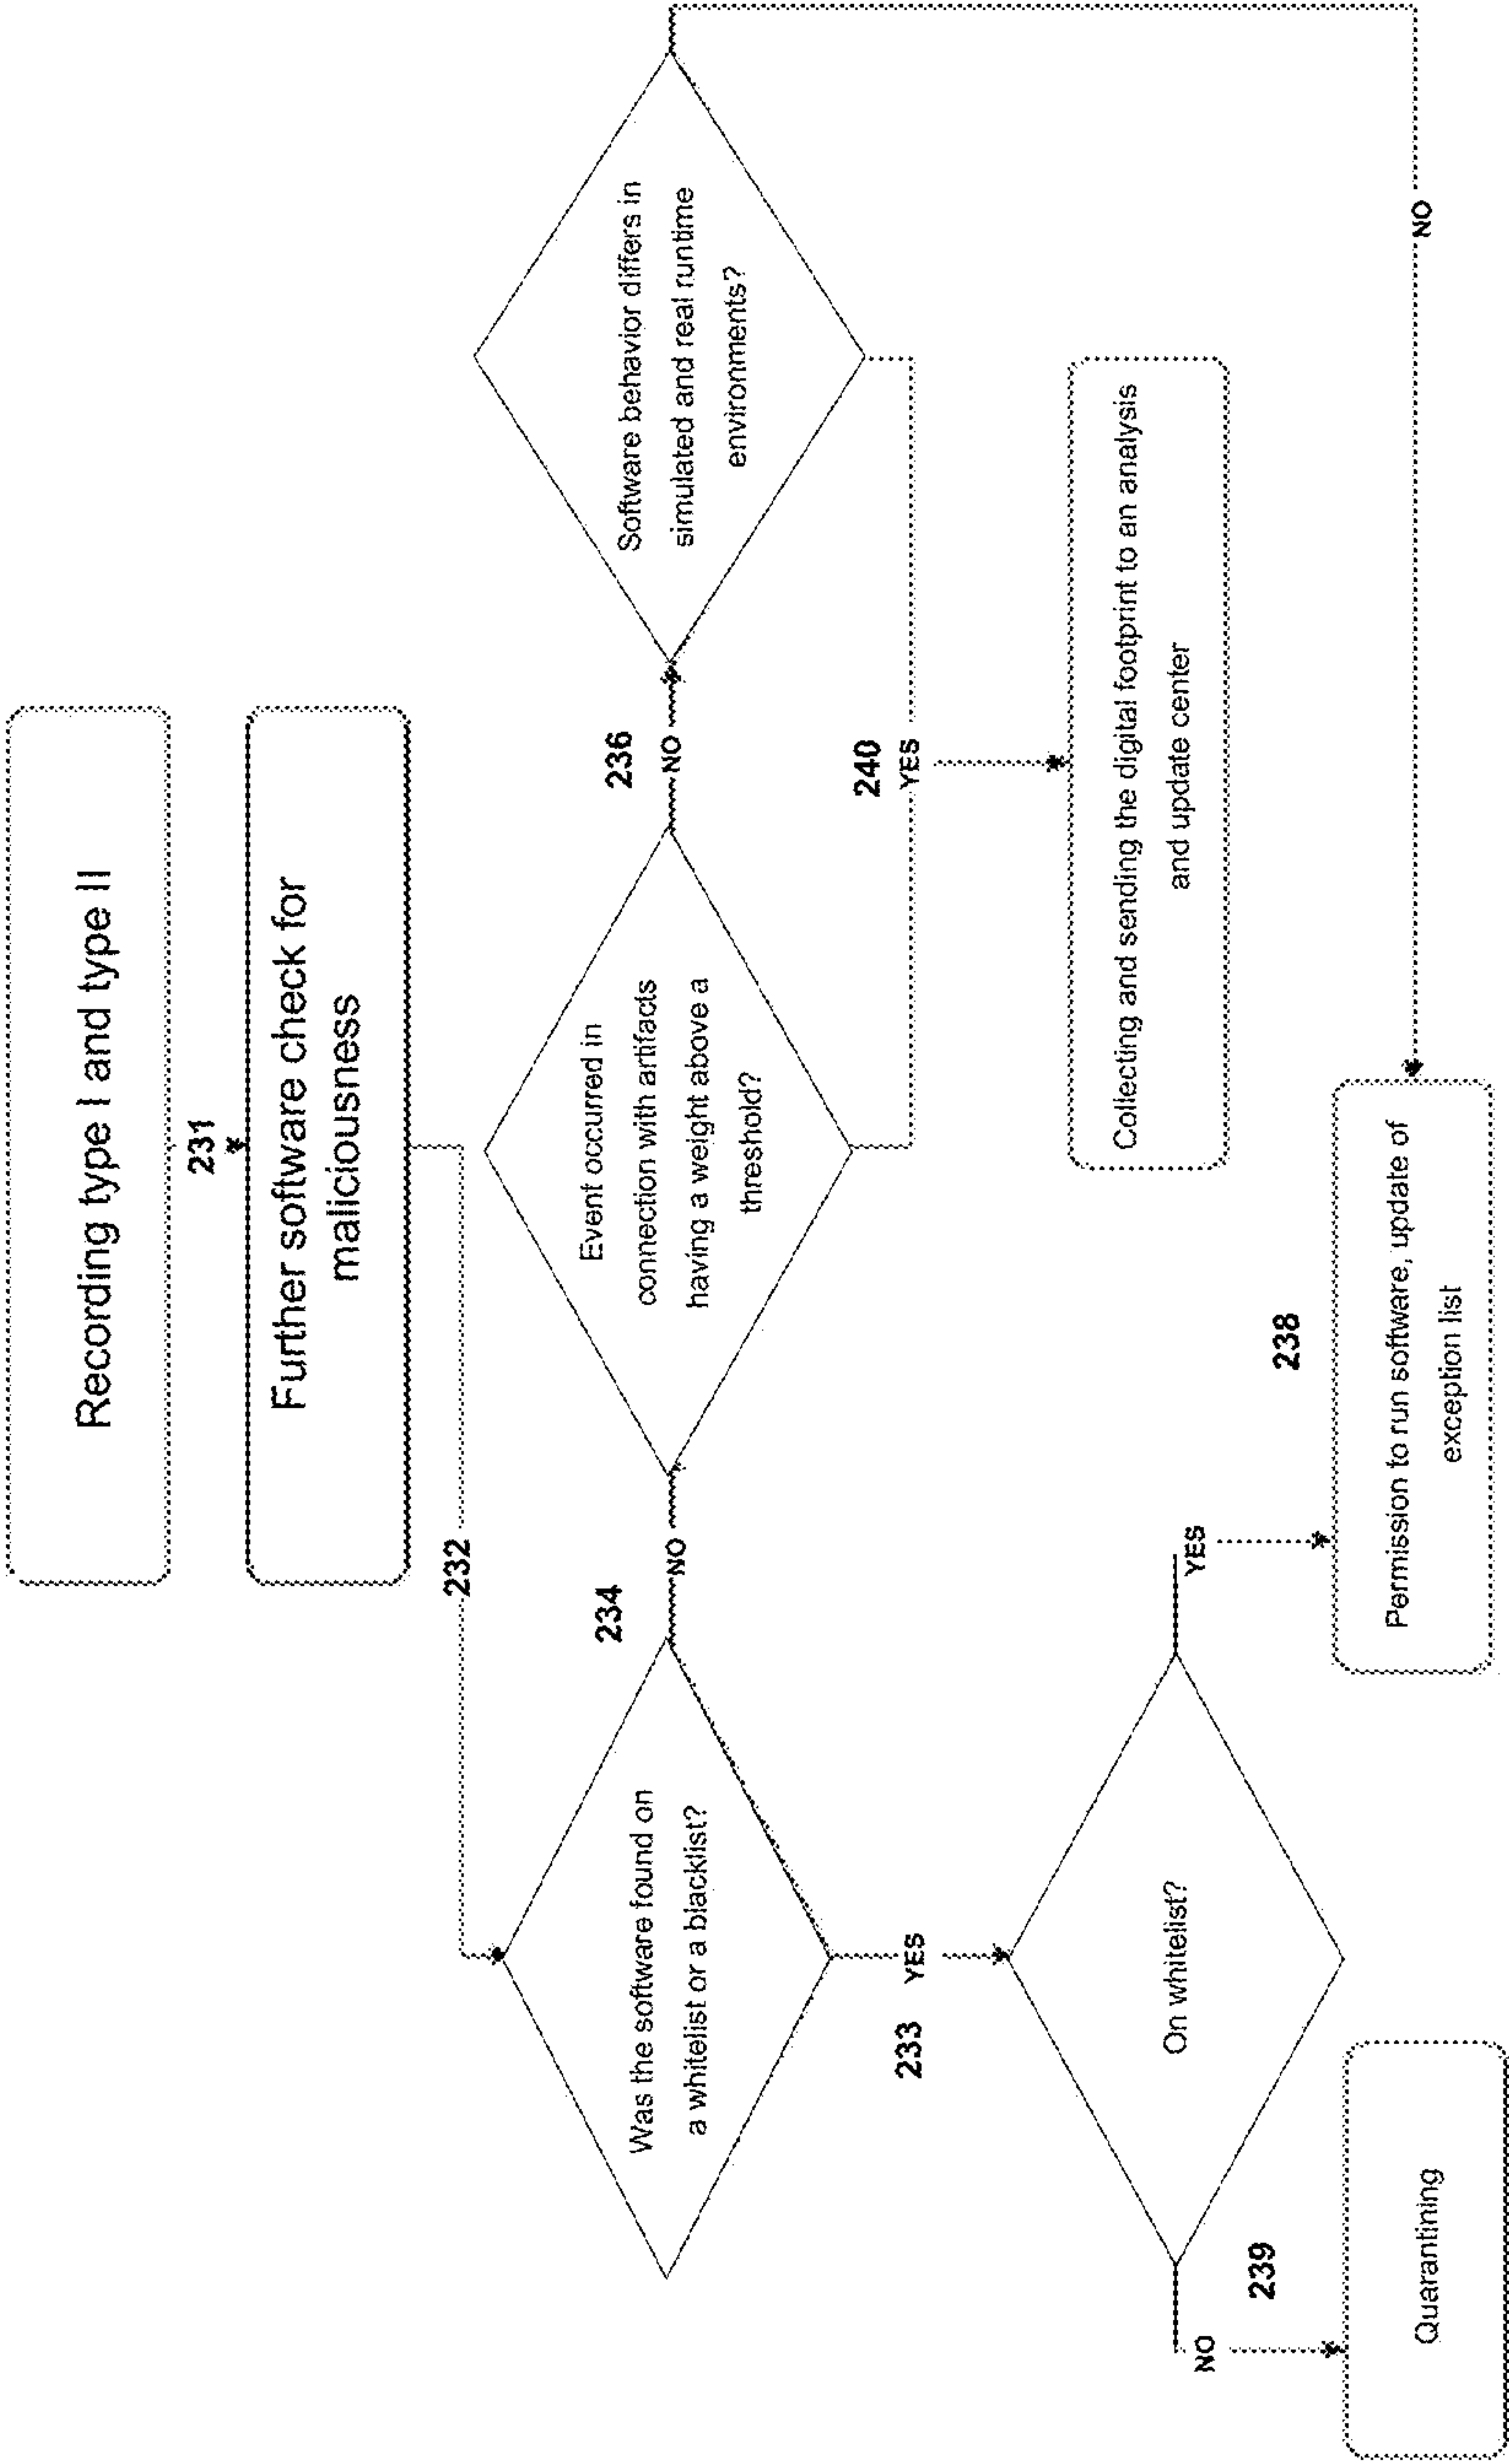 Recording type I and type II
231
Further software check for
maliciousness
232
Was the software found on
a whitelist or a blacklist?
234
NO
Event occurred in
connection with artifacts
having a weight above a
threshold?
236
NO
Software behavior differs in
simulated and real runtime
environments?
233
YES
240
YES
On whitelist?
Collecting and sending the digital footprint to an analysis
and update center
239
NO
YES
238
NO
Quarantining
Permission to run software, update of
exception list